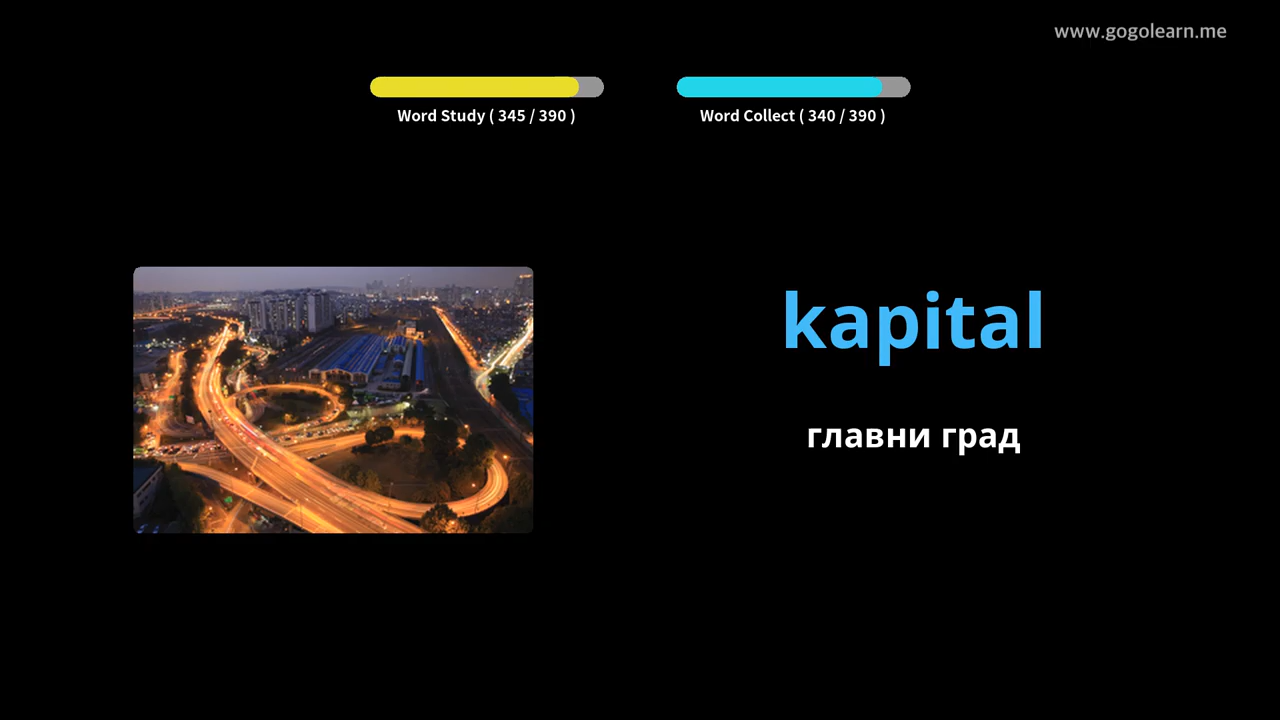 www.gogolearn.me
Word Study ( 345 / 390 )
Word Collect ( 340 / 390 )
kapital
главни град